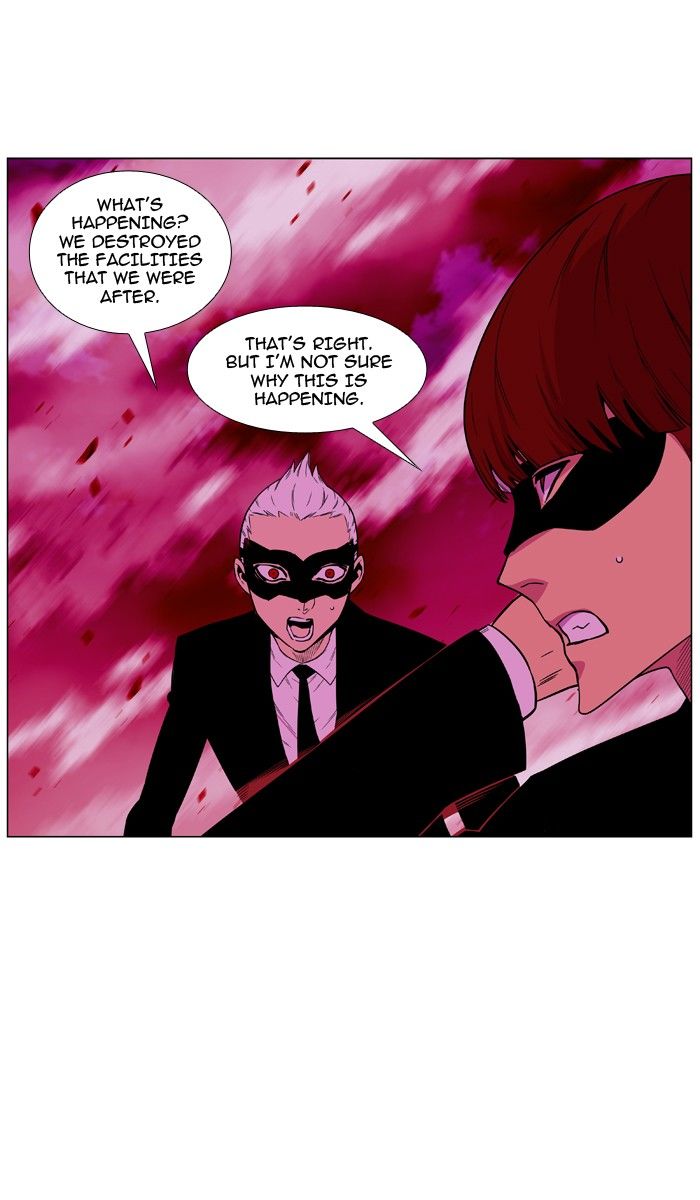 WHAT'S
HAPPENING?
WE DESTROYED
THE FACILITIES
THAT WE WERE
AFTER.
THAT'S RIGHT.
BUT I'M NOT SURE
WHY THIS IS
HAPPENING.